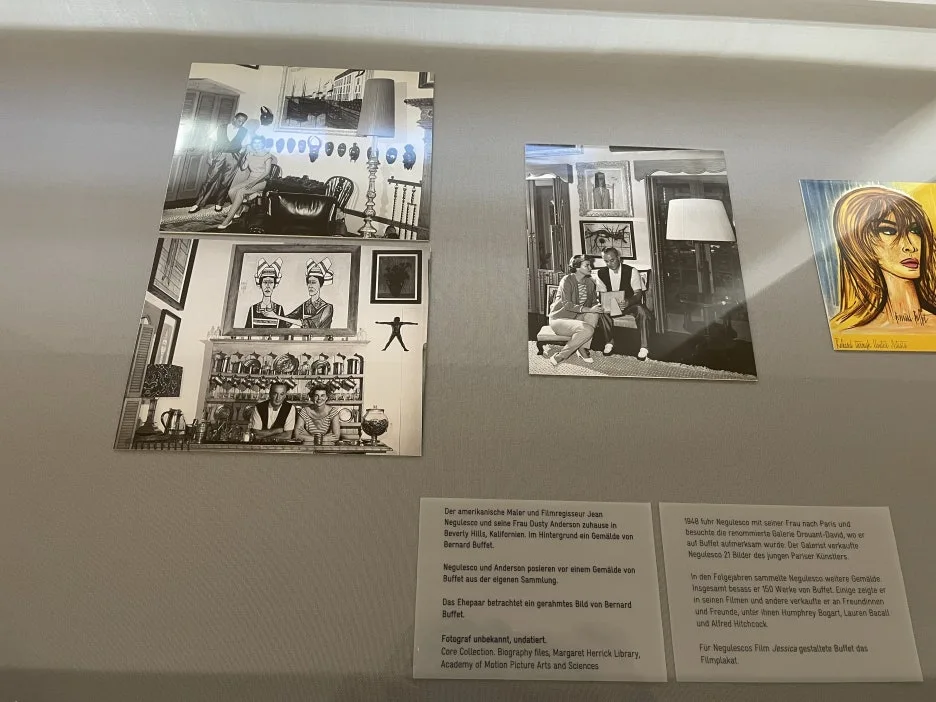 Der amerikanische Maler und Filmregisseur Jean
Negulesco und seine Frau Dusty Anderson zuhause in
Beverly Hills, Kalifornien. Im Hintergrund ein Gemälde von
Bernard Buffet.
Negulesco und Anderson posieren vor einem Gemälde von
Buffet aus der eigenen Sammlung.
Das Ehepaar betrachtet ein gerahmtes Bild von Bernard
Buffet.
Fotograf unbekannt, undatiert.
Core Collection. Biography files, Margaret Herrick Library,
Academy of Motion Picture Arts and Sciences
1948 fuhr Negulesco mit seiner Frau nach Paris und
besuchte die renommierte Galerie Drouant-David, wo er
auf Buffet aufmerksam wurde. Der Galerist verkaufte
Negulesco 21 Bilder des jungen Pariser Künstlers.
In den Folgejahren sammelte Negulesco weitere Gemälde
Insgesamt besass er 150 Werke von Buffet. Einige zeigte er
in seinen Filmen und andere verkaufte er an Freundinnen
und Freunde, unter ihnen Humphrey Bogart, Lauren Bacall
und Alfred Hitchcock.
Für Negulescos Film Jessica gestaltete Buffet das
Filmplakat.